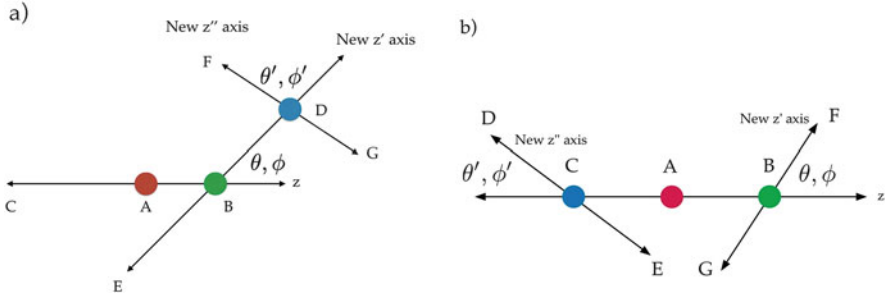 a)
New z'' axis
New z' axis
F
θ', ϕ'
D
G
θ, ϕ
z
C
A
B
E
b)
D
New z'' axis
New z' axis
F
θ', ϕ'
C
A
B
θ, ϕ
z
E
G